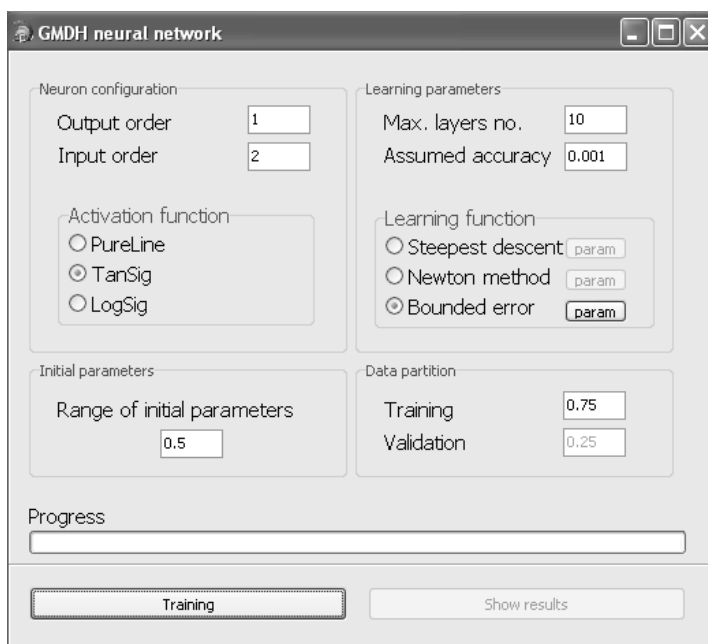 GMDH neural network
Neuron configuration
Output order 1
Input order 2
Activation function
PureLine
TanSig
LogSig
Learning parameters
Max. layers no. 10
Assumed accuracy 0.001
Learning function
Steepest descent param
Newton method param
Bounded error param
Initial parameters
Range of initial parameters
0.5
Data partition
Training 0.75
Validation 0.25
Progress
Training
Show results